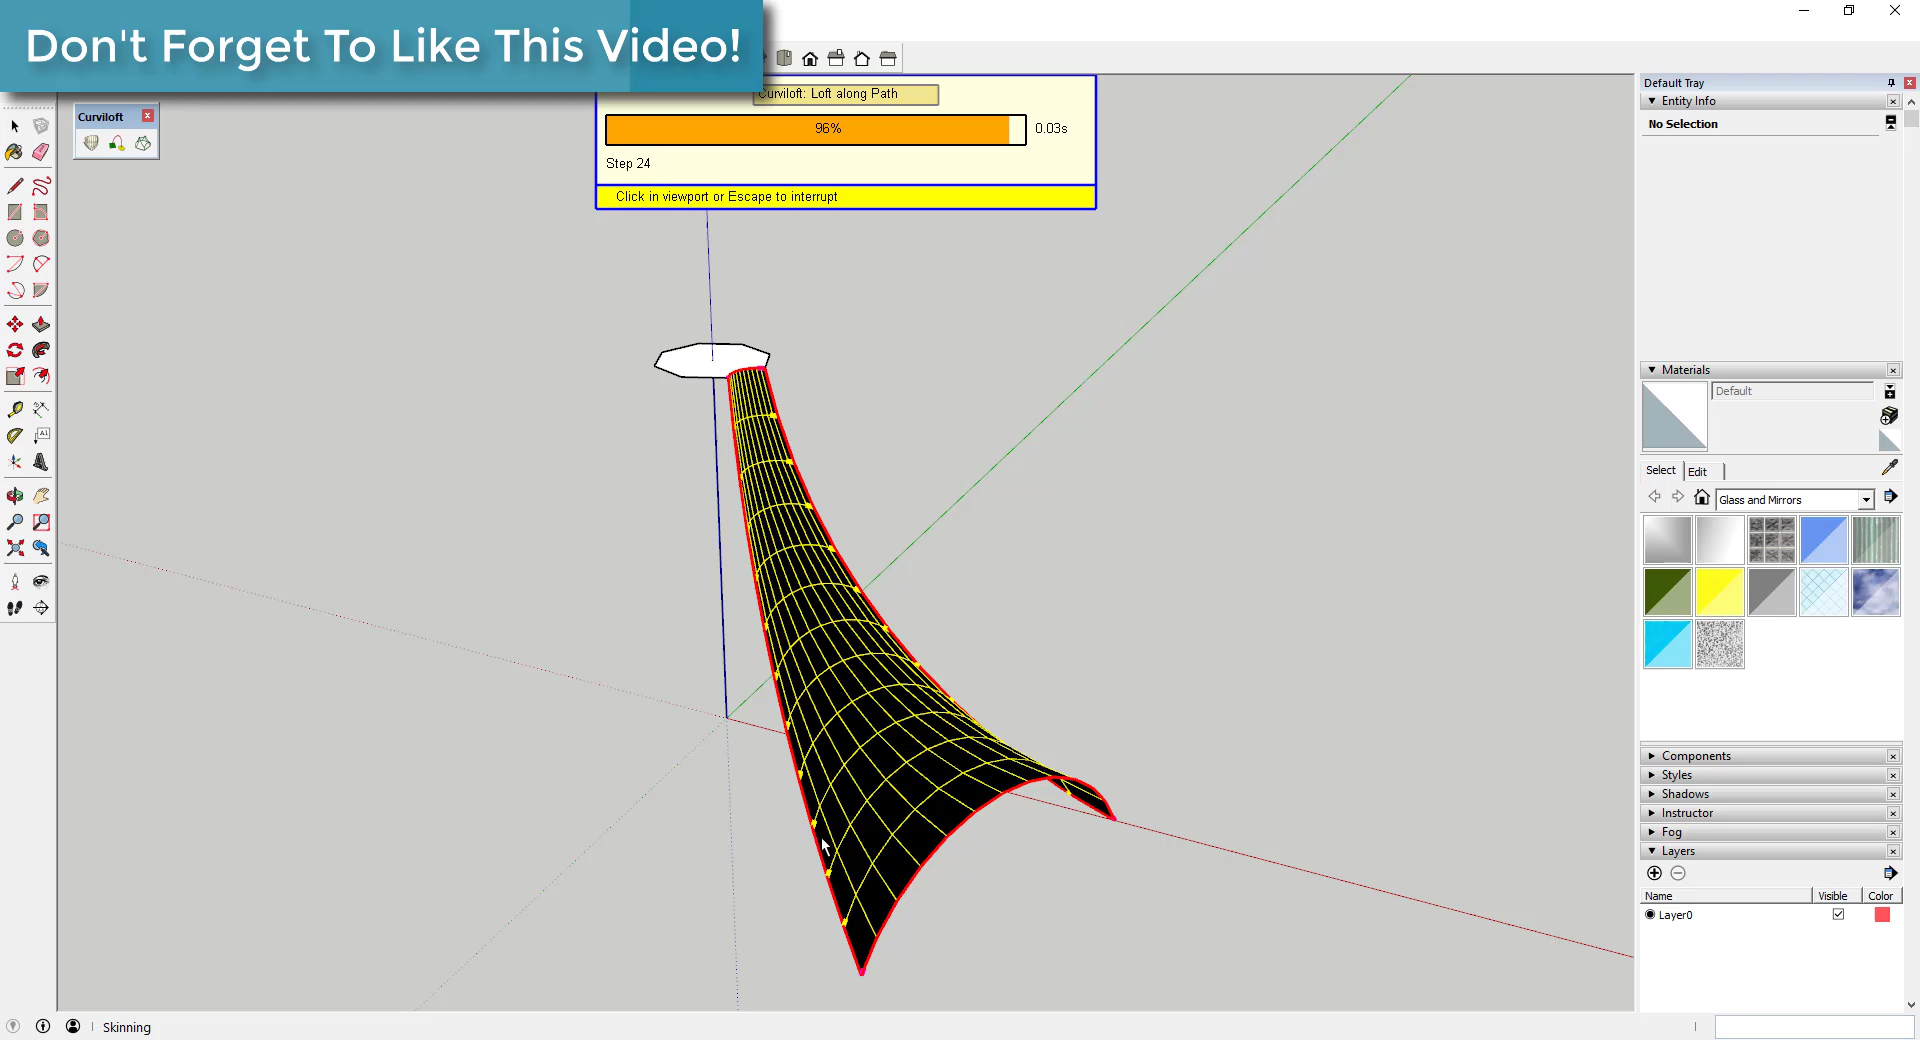 Don't Forget To Like This Video!
Curviloft
Curviloft: Loft along Path
96%
0.03s
Step 24
Click in viewport or Escape to interrupt
A1
Default Tray
Entity Info
No Selection
Materials
Default
Select
Edit
Glass and Mirrors
Components
Styles
Shadows
Instructor
Fog
Layers
Name
Visible
Color
Layer0
Skinning